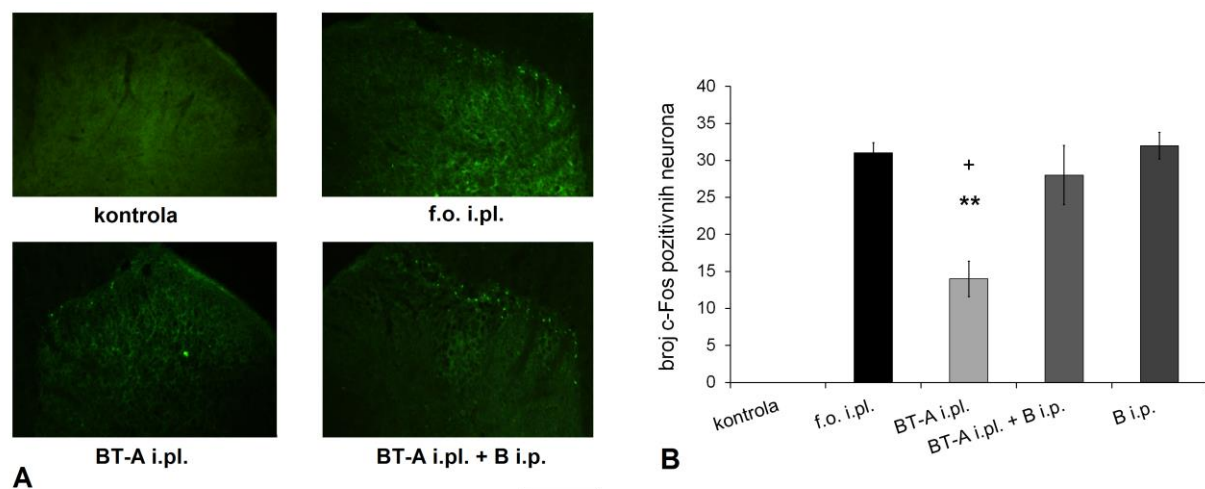 kontrola
f.o. i.pl.
BT-A i.pl.
BT-A i.pl. + B i.p.
A
broj c-Fos pozitivnih neurona
40
35
30
25
20
15
10
5
0
+
**
kontrola
f.o. i.pl.
BT-A i.pl.
BT-A i.pl. + B i.p.
B i.p.
B